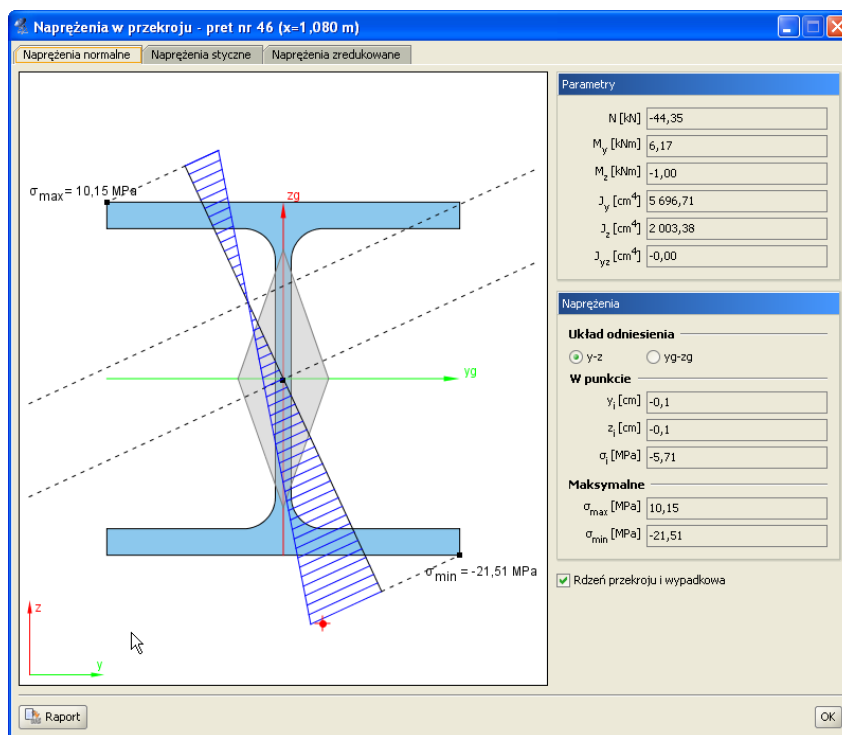 Naprężenia w przekroju - pret nr 46 (x=1,080 m)
Naprężenia normalne Naprężenia styczne Naprężenia zredukowane
σmax = 10,15 MPa
zg
yg
σmin = -21,51 MPa
z
y
Parametry
N [kN] -44,35
My [kNm] 6,17
Mz [kNm] -1,00
Jy [cm4] 5 696,71
Jz [cm4] 2 003,38
Jyz [cm4] -0,00
Naprężenia
Układ odniesienia
y-z yg-zg
W punkcie
yi [cm] -0,1
zi [cm] -0,1
σi [MPa] -5,71
Maksymalne
σmax [MPa] 10,15
σmin [MPa] -21,51
Rdzeń przekroju i wypadkowa
Raport OK